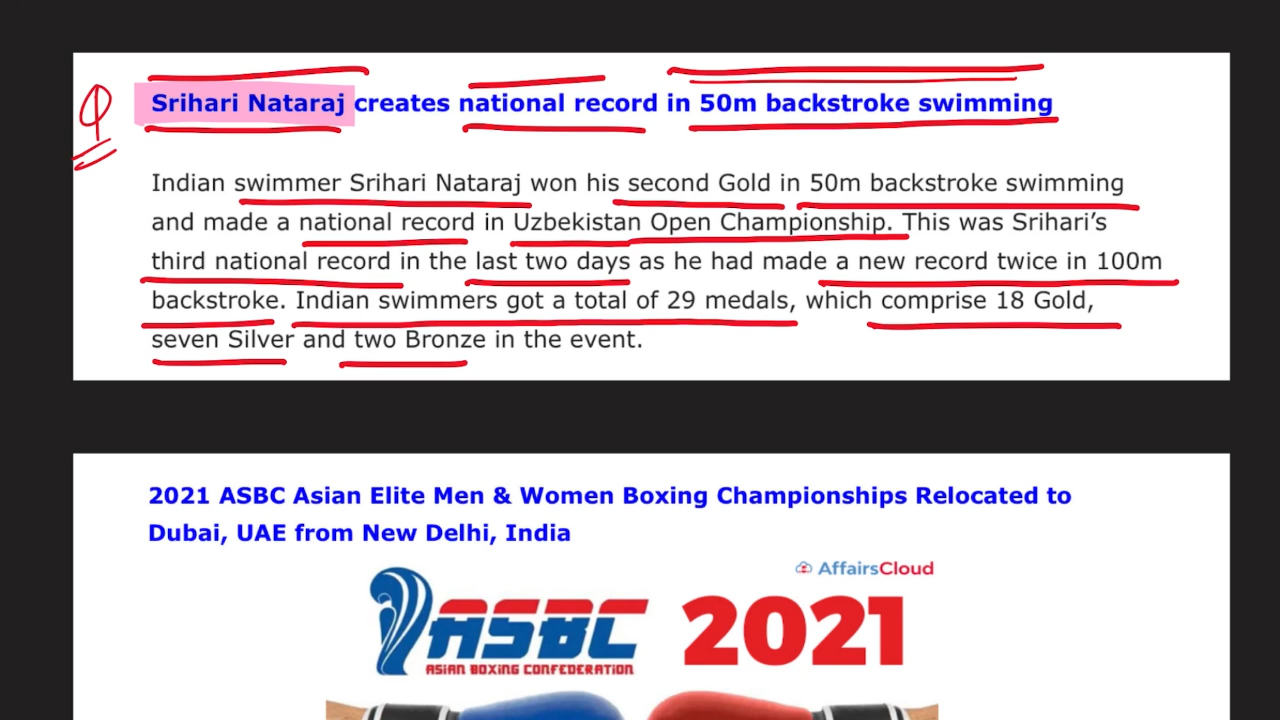 Q
Srihari Nataraj creates national record in 50m backstroke swimming
Indian swimmer Srihari Nataraj won his second Gold in 50m backstroke swimming
and made a national record in Uzbekistan Open Championship. This was Srihari’s
third national record in the last two days as he had made a new record twice in 100m
backstroke. Indian swimmers got a total of 29 medals, which comprise 18 Gold,
seven Silver and two Bronze in the event.
2021 ASBC Asian Elite Men & Women Boxing Championships Relocated to
Dubai, UAE from New Delhi, India
AffairsCloud
ASBC 2021
ASIAN BOXING CONFEDERATION